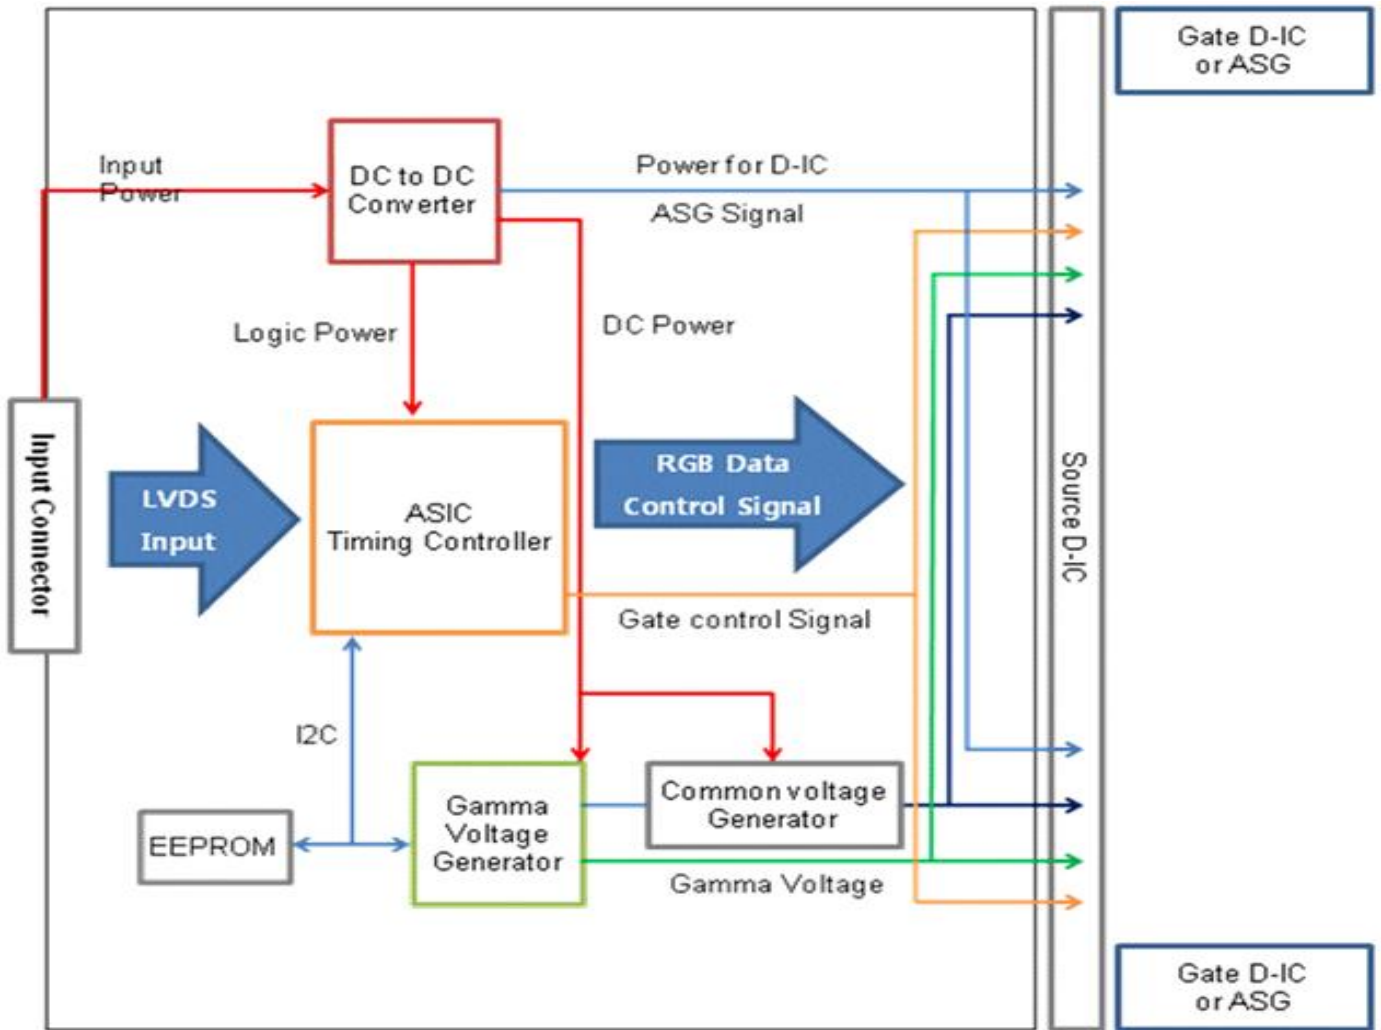 Gate D-IC
or ASG
Input
Power
DC to DC
Converter
Power for D-IC
ASG Signal
Logic Power
DC Power
Input Connector
LVDS
Input
ASIC
Timing Controller
RGB Data
Control Signal
Source D-IC
Gate control Signal
I2C
EEPROM
Gamma
Voltage
Generator
Common voltage
Generator
Gamma Voltage
Gate D-IC
or ASG